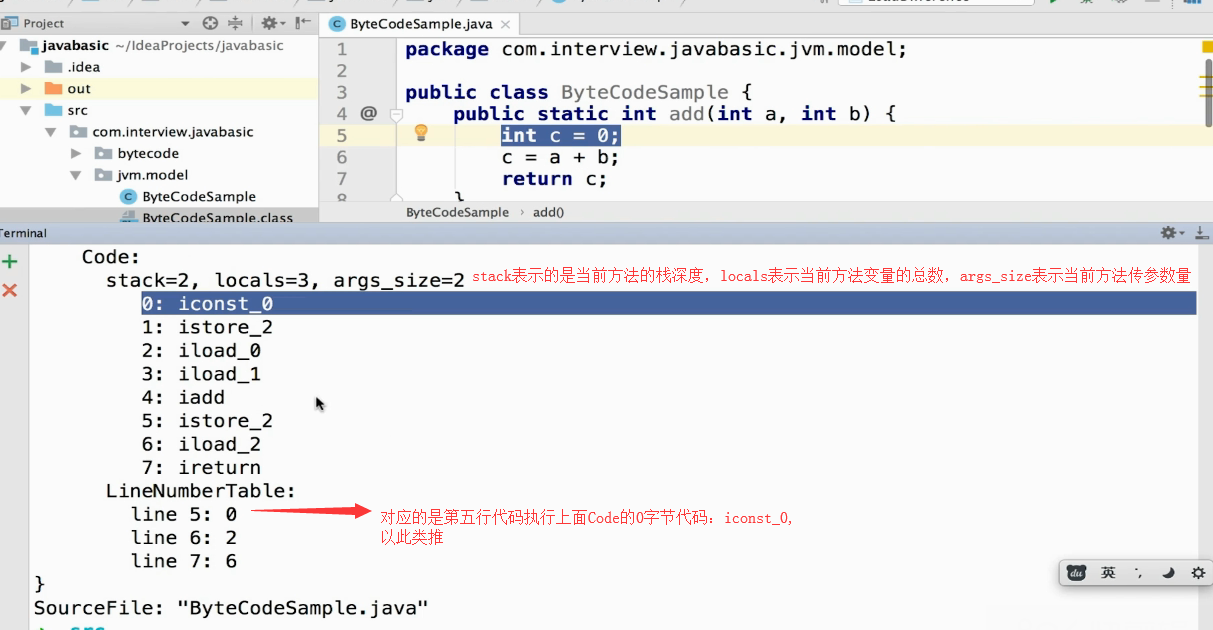 Project
ByteCodeSample.java
javabasic ~/IdeaProjects/javabasic
.idea
out
src
com.interview.javabasic
bytecode
jvm.model
ByteCodeSample
ByteCodeSample.class
1 package com.interview.javabasic.jvm.model;
2
3 public class ByteCodeSample {
4 @ public static int add(int a, int b) {
5 int c = 0;
6 c = a + b;
7 return c;
8 }
ByteCodeSample › add()
Terminal
Code:
stack=2, locals=3, args_size=2 stack表示的是当前方法的栈深度，locals表示当前方法变量的总数，args_size表示当前方法传参数量
0: iconst_0
1: istore_2
2: iload_0
3: iload_1
4: iadd
5: istore_2
6: iload_2
7: ireturn
LineNumberTable:
line 5: 0
line 6: 2
line 7: 6
对应的是第五行代码执行上面Code的0字节代码：iconst_0,
以此类推
}
SourceFile: "ByteCodeSample.java"
du 英